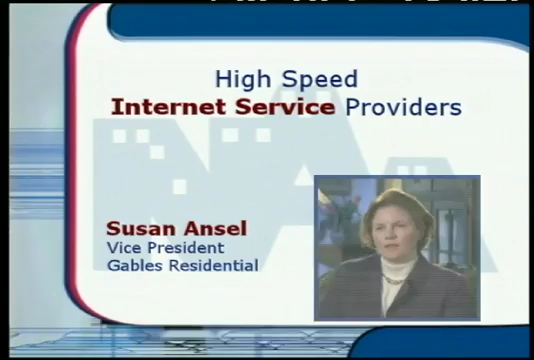 High Speed
Internet Service Providers
Susan Ansel
Vice President
Gables Residential